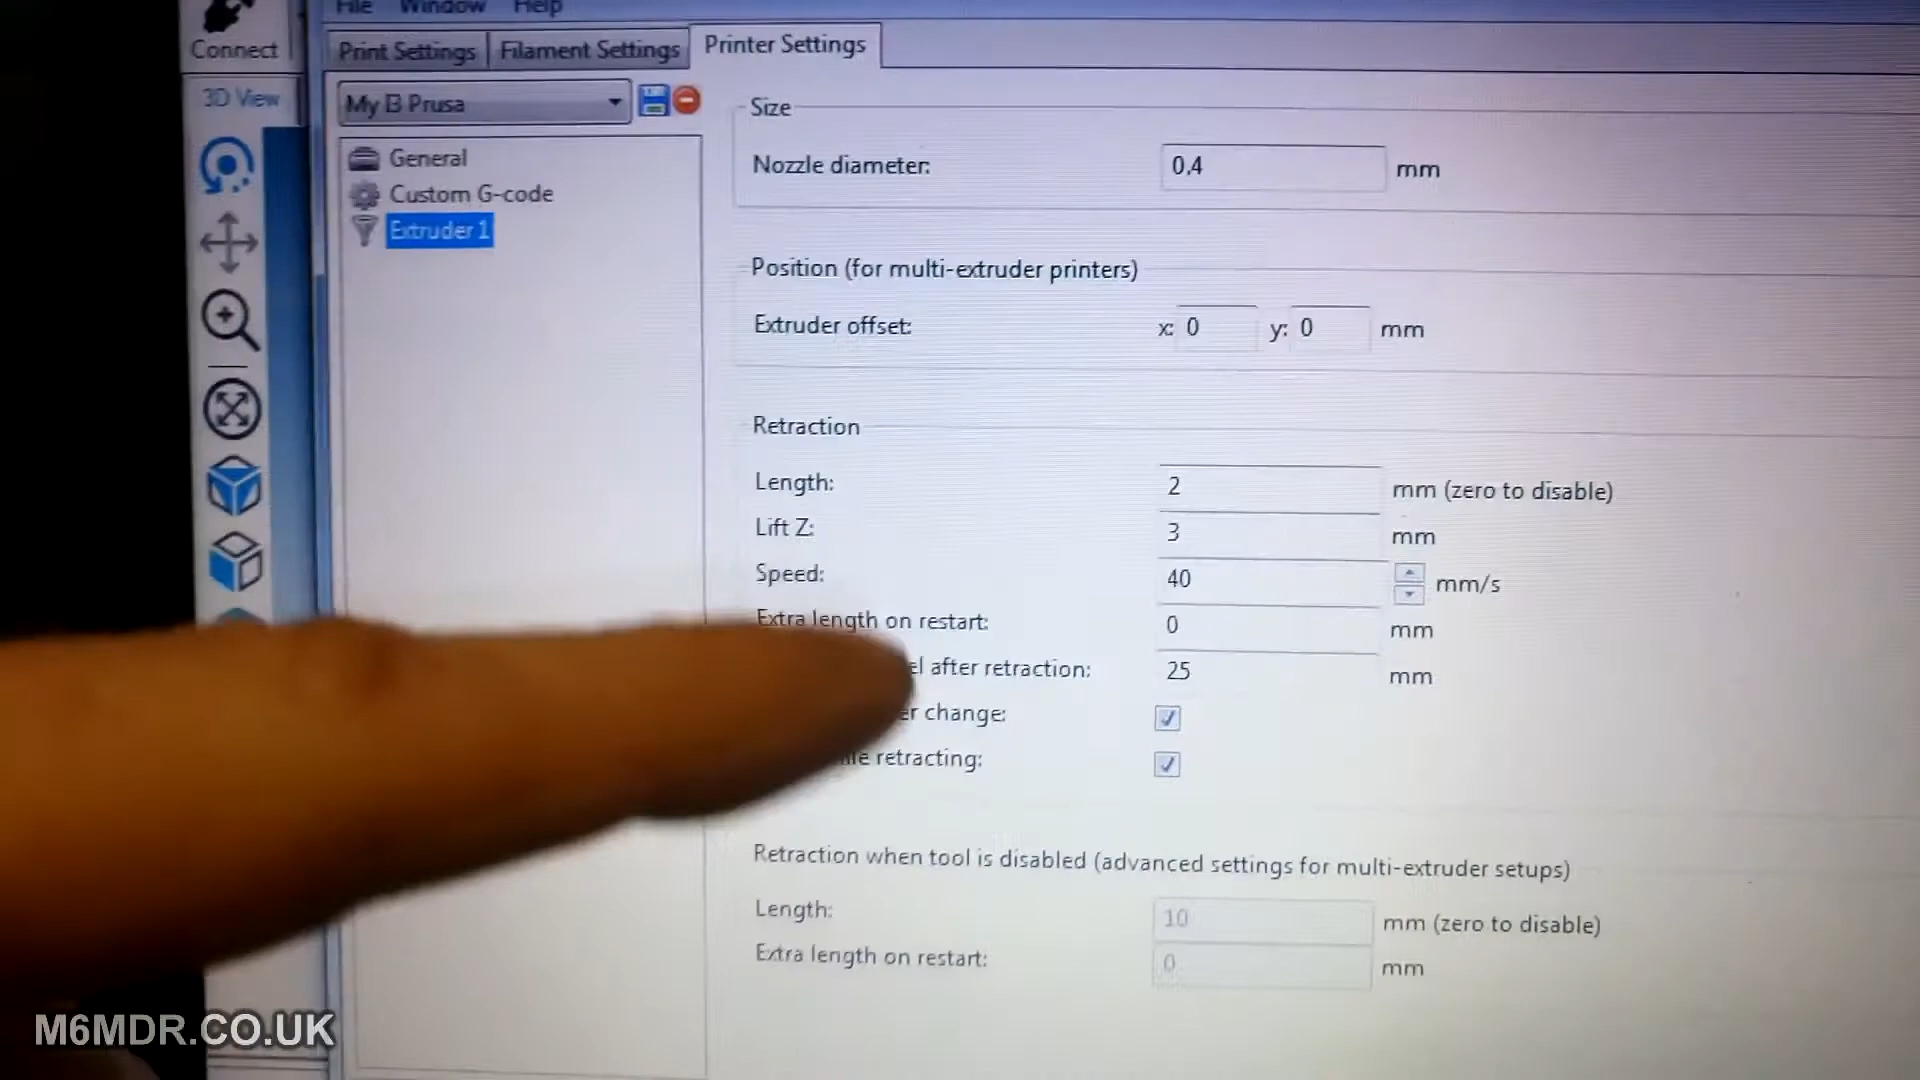 File Window Help
Connect
Print Settings Filament Settings Printer Settings
3D View
My B Prusa
Size
General
Nozzle diameter: 0.4 mm
Custom G-code
Extruder 1
Position (for multi-extruder printers)
Extruder offset: x: 0 y: 0 mm
Retraction
Length: 2 mm (zero to disable)
Lift Z: 3 mm
Speed: 40 mm/s
Extra length on restart: 0 mm
after retraction: 25 mm
change:
retracting:
Retraction when tool is disabled (advanced settings for multi-extruder setups)
Length: 10 mm (zero to disable)
Extra length on restart: 0 mm
M6MDR.CO.UK